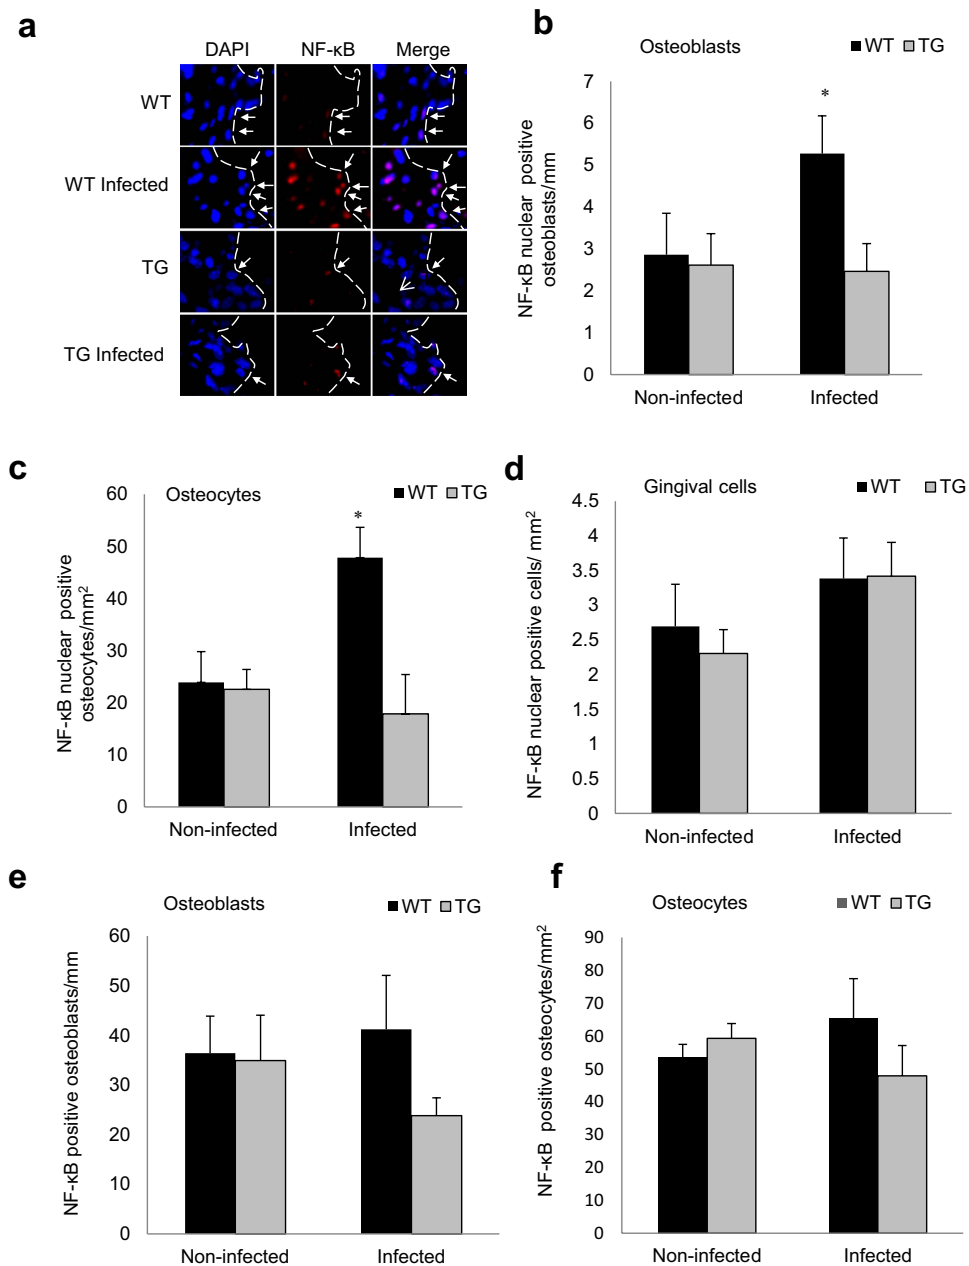 a
DAPI NF-κB Merge
WT
WT Infected
TG
TG Infected
b
Osteoblasts
WT TG
NF-κB nuclear positive
osteoblasts/mm
7
6
5
4
3
2
1
0
*
Non-infected Infected
c
Osteocytes
WT TG
NF-κB nuclear positive
osteocytes/mm²
60
50
40
30
20
10
0
*
Non-infected Infected
d
Gingival cells
WT TG
NF-κB nuclear positive cells/ mm²
4.5
4
3.5
3
2.5
2
1.5
1
0.5
0
Non-infected Infected
e
Osteoblasts
WT TG
NF-κB positive osteoblasts/mm
60
50
40
30
20
10
0
Non-infected Infected
f
Osteocytes
WT TG
NF-κB positive osteocytes/mm²
90
80
70
60
50
40
30
20
10
0
Non-infected Infected